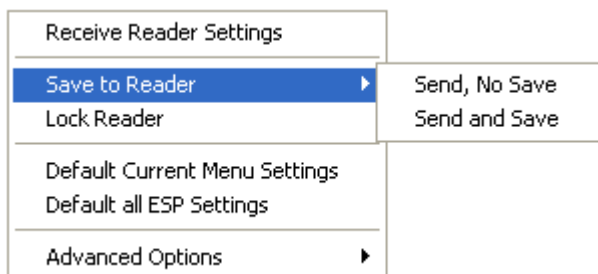 Receive Reader Settings
Save to Reader
Send, No Save
Lock Reader
Send and Save
Default Current Menu Settings
Default all ESP Settings
Advanced Options